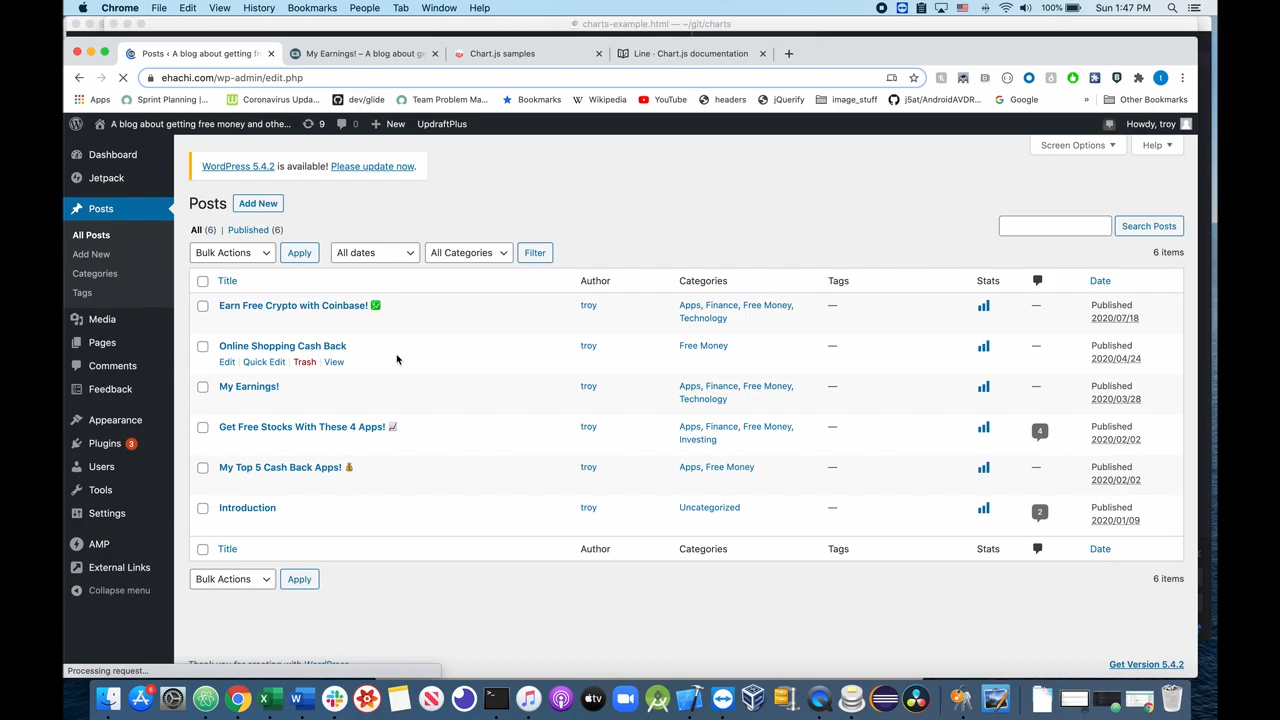 Chrome File Edit View History Bookmarks People Tab Window Help 100% Sun 1:47 PM
charts-example.html — ~/git/charts
Posts ‹ A blog about getting fr My Earnings! – A blog about ge Chart.js examples Line - Chart.js documentation
ehachi.com/wp-admin/edit.php
Apps Sprint Planning |... Coronavirus Upda... dev/glide Team Problem Ma... Bookmarks Wikipedia YouTube headers jQuerify image_stuff j5at/AndroidAVDR... Google » Other Bookmarks
A blog about getting free money and othe... 9 0 New UpdraftPlus Howdy, troy
Dashboard
Jetpack
Posts
All Posts
Add New
Categories
Tags
Media
Pages
Comments
Feedback
Appearance
Plugins 3
Users
Tools
Settings
AMP
External Links
Collapse menu
Screen Options Help
WordPress 5.4.2 is available! Please update now.
Posts Add New
All (6) | Published (6)
Search Posts
Bulk Actions Apply All dates All Categories Filter 6 items
Title Author Categories Tags Stats Date
Earn Free Crypto with Coinbase! troy Apps, Finance, Free Money, — — Published
Technology 2020/07/18
Online Shopping Cash Back troy Free Money — — Published
Edit | Quick Edit | Trash | View 2020/04/24
My Earnings! troy Apps, Finance, Free Money, — — Published
Technology 2020/03/28
Get Free Stocks With These 4 Apps! troy Apps, Finance, Free Money, — 4 Published
Investing 2020/02/02
My Top 5 Cash Back Apps! troy Apps, Free Money — — Published
2020/02/02
Introduction troy Uncategorized — 2 Published
2020/01/09
Title Author Categories Tags Stats Date
Bulk Actions Apply 6 items
Thank you for creating with WordPress
Get Version 5.4.2
Processing request...